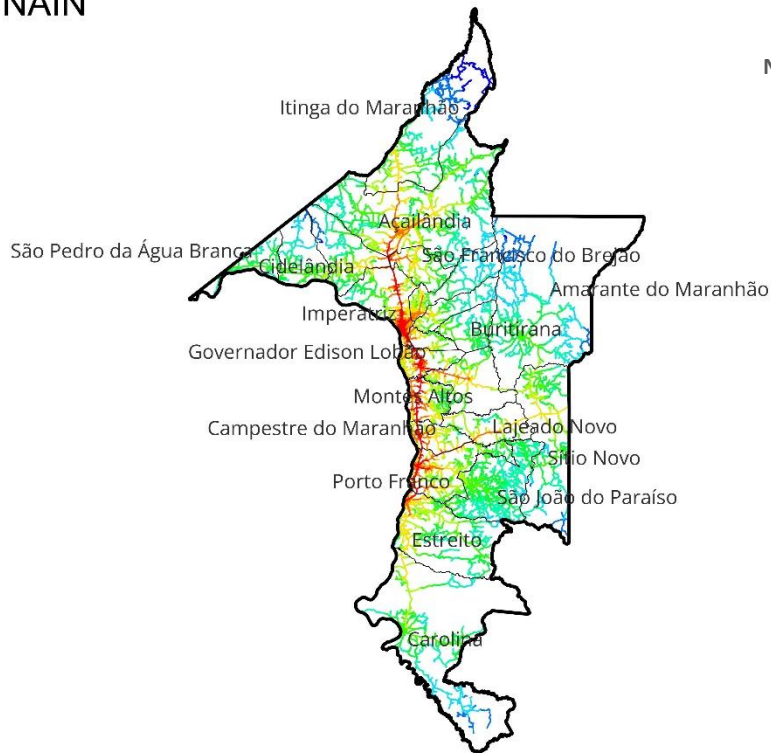 NAIN
N
Itinga do Maranhão
Açailândia
São Pedro da Água Branca
São Francisco do Brejão
Cidelândia
Amarante do Maranhão
Imperatriz
Buritirana
Governador Edison Lobão
Montes Altos
Campestre do Maranhão
Lajeado Novo
Sítio Novo
Porto Franco
São João do Paraíso
Estreito
Carolina